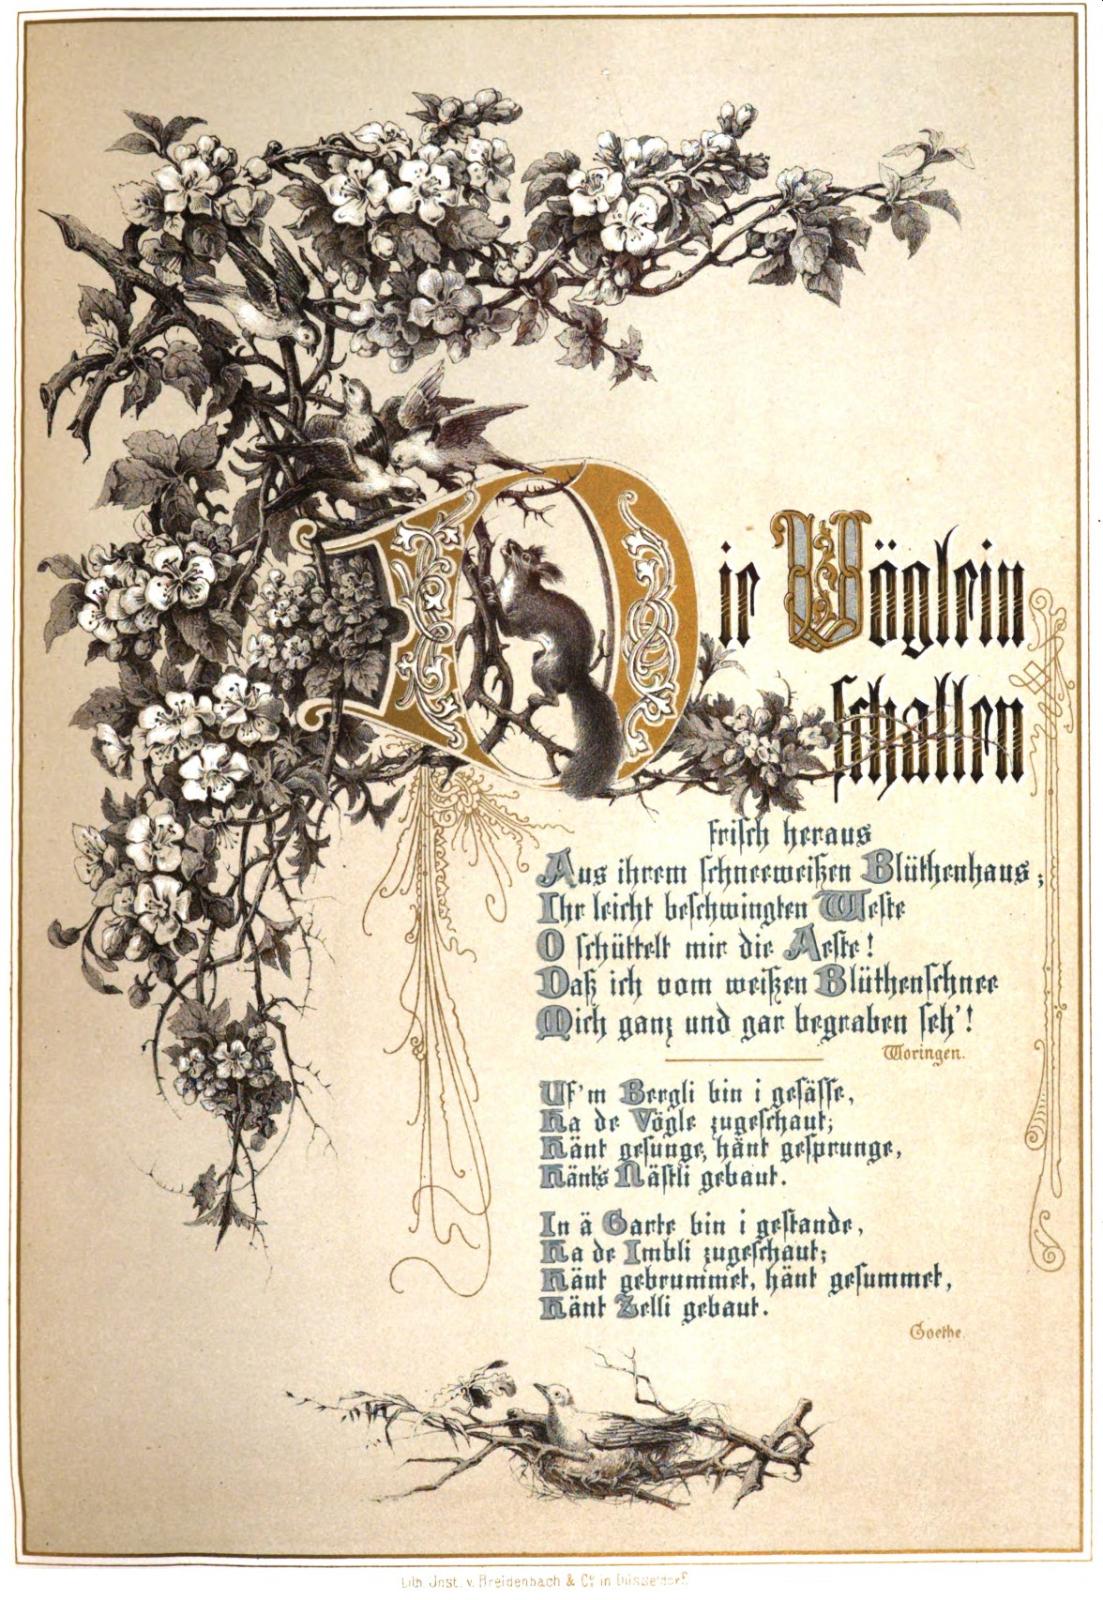 Die Vöglein
schallen
frisch heraus
Aus ihrem schneeweißen Blüthenhaus;
Ihr leicht beschwingten Weste
O schüttelt mir die Aeste!
Daß ich vom weißen Blüthenschnee
Mich ganz und gar begraben seh'!
Woringen.
Uf'm Bergli bin i gesässe,
Ha de Vögle zugeschaut;
Hänt gesunge, hänt gesprunge,
Hänt's Nästli gebaut.
In ä Garte bin i gestande,
Ha de Imbli zugeschaut;
Hänt gebrummet, hänt gesummet,
Hänt Zelli gebaut.
Goethe.
Lith. Inst. v. Breidenbach & Co. in Düsseldorf.